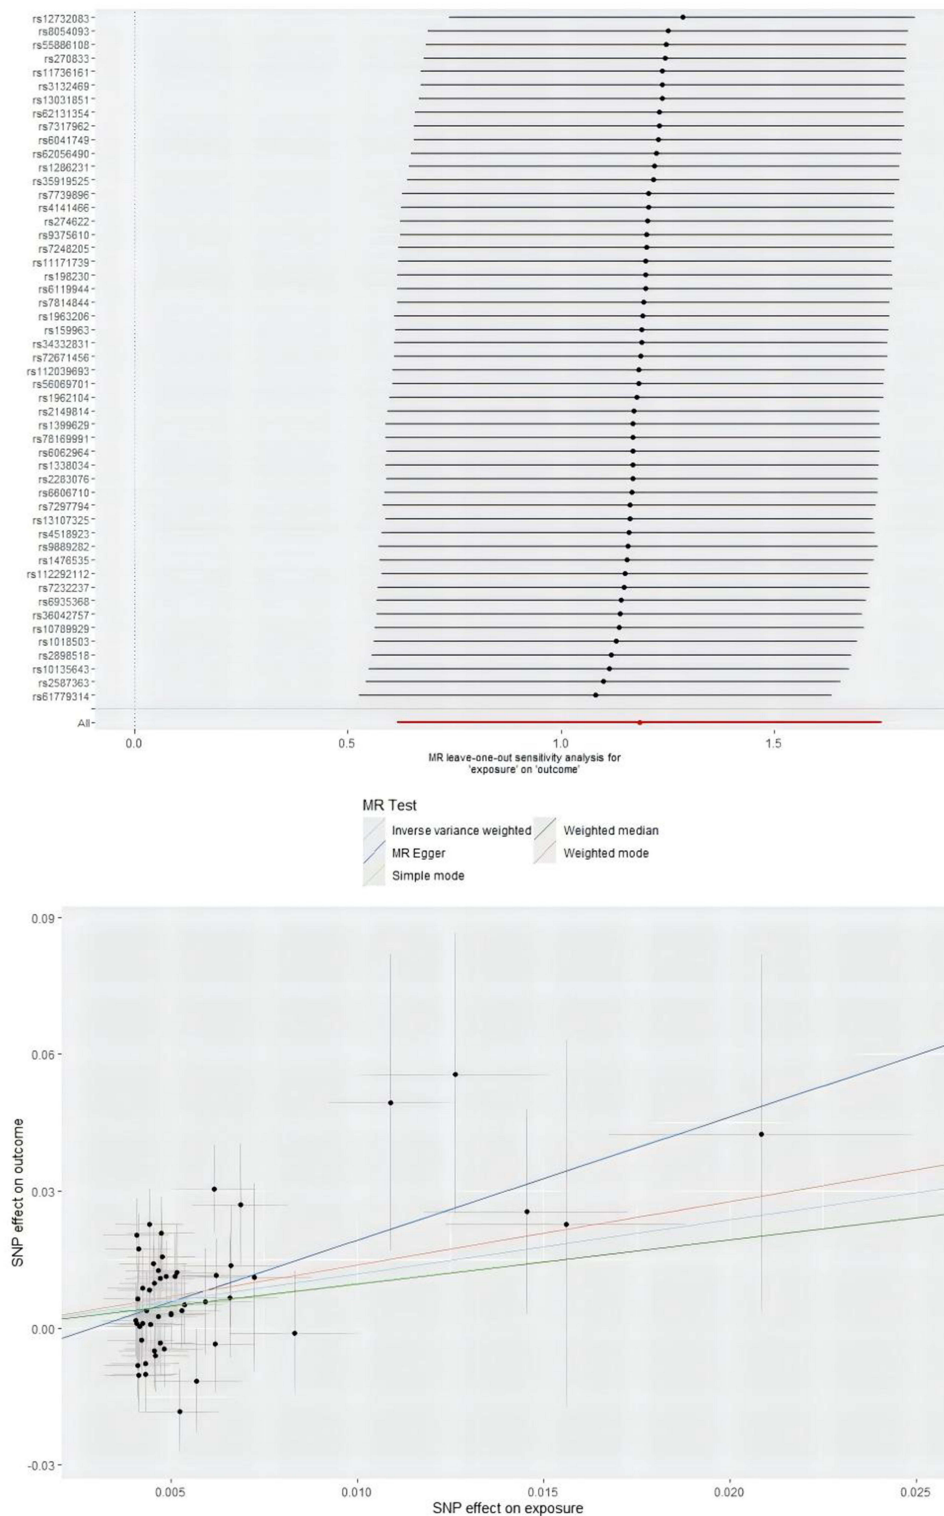 rs12732083
rs8054093
rs55886108
rs270833
rs11736161
rs3132469
rs13031851
rs62131354
rs7317962
rs6041749
rs62056490
rs1286231
rs35919525
rs7739896
rs4141466
rs274622
rs9375610
rs7248205
rs11171739
rs198230
rs6119944
rs7814844
rs1963206
rs159963
rs34332831
rs72671456
rs112039693
rs56069701
rs1962104
rs2149814
rs1399629
rs78169991
rs6062964
rs1338034
rs2283076
rs6606710
rs7297794
rs13107325
rs4518923
rs9889282
rs1476535
rs112292112
rs7232237
rs6935368
rs36042757
rs10789929
rs1018503
rs2898518
rs10135643
rs2587363
rs61779314
All
0.0 0.5 1.0 1.5
MR leave-one-out sensitivity analysis for
'exposure' on 'outcome'
MR Test
Inverse variance weighted Weighted median
MR Egger Weighted mode
Simple mode
0.09
0.06
0.03
0.00
-0.03
SNP effect on outcome
0.005 0.010 0.015 0.020 0.025
SNP effect on exposure